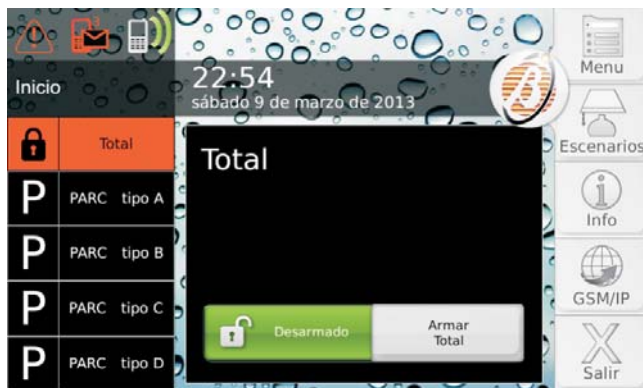 3
Inicio
22:54
sábado 9 de marzo de 2013
Menu
Total
Total
Escenarios
P PARC tipo A
Info
P PARC tipo B
P PARC tipo C
GSM/IP
Desarmado
Armar
Total
P PARC tipo D
Salir